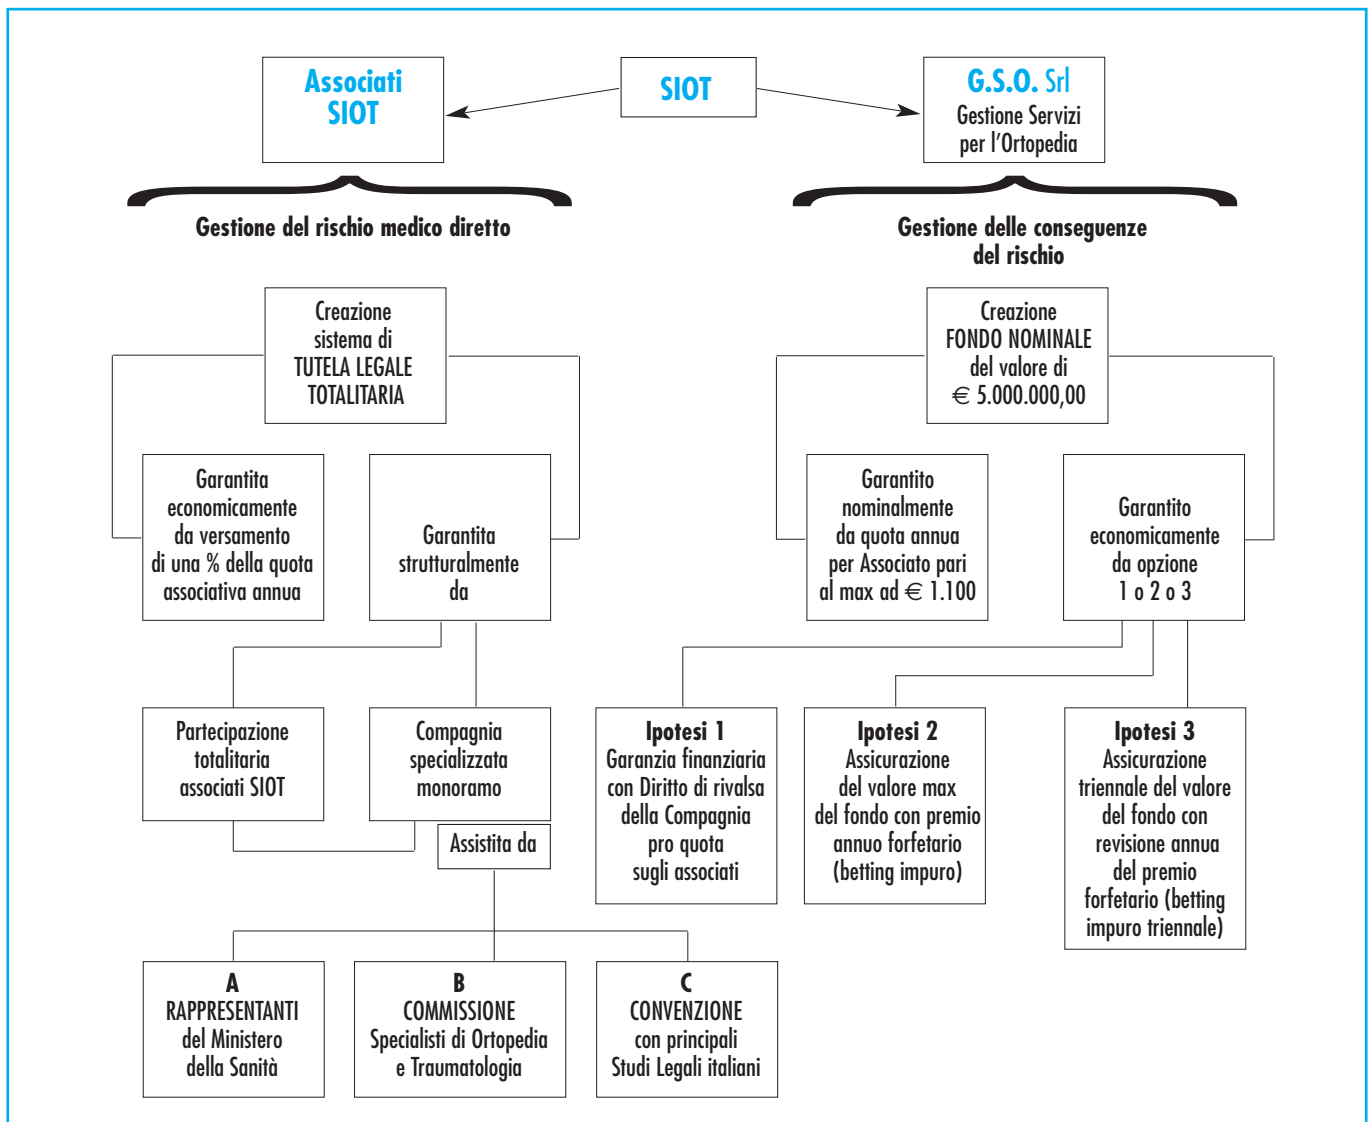 Associati
SIOT
SIOT
G.S.O. Srl
Gestione Servizi
per l'Ortopedia
Gestione del rischio medico diretto
Gestione delle conseguenze
del rischio
Creazione
sistema di
TUTELA LEGALE
TOTALITARIA
Creazione
FONDO NOMINALE
del valore di
€ 5.000.000,00
Garantita
economicamente
da versamento
di una % della quota
associativa annua
Garantita
strutturalmente
da
Garantito
nominalmente
da quota annua
per Associato pari
al max ad € 1.100
Garantito
economicamente
da opzione
1 o 2 o 3
Partecipazione
totalitaria
associati SIOT
Compagnia
specializzata
monoramo
Assistita da
Ipotesi 1
Garanzia finanziaria
con Diritto di rivalsa
della Compagnia
pro quota
sugli associati
Ipotesi 2
Assicurazione
del valore max
del fondo con premio
annuo forfetario
(betting impuro)
Ipotesi 3
Assicurazione
triennale del valore
del fondo con
revisione annua
del premio
forfetario (betting
impuro triennale)
A
RAPPRESENTANTI
del Ministero
della Sanità
B
COMMISSIONE
Specialisti di Ortopedia
e Traumatologia
C
CONVENZIONE
con principali
Studi Legali italiani